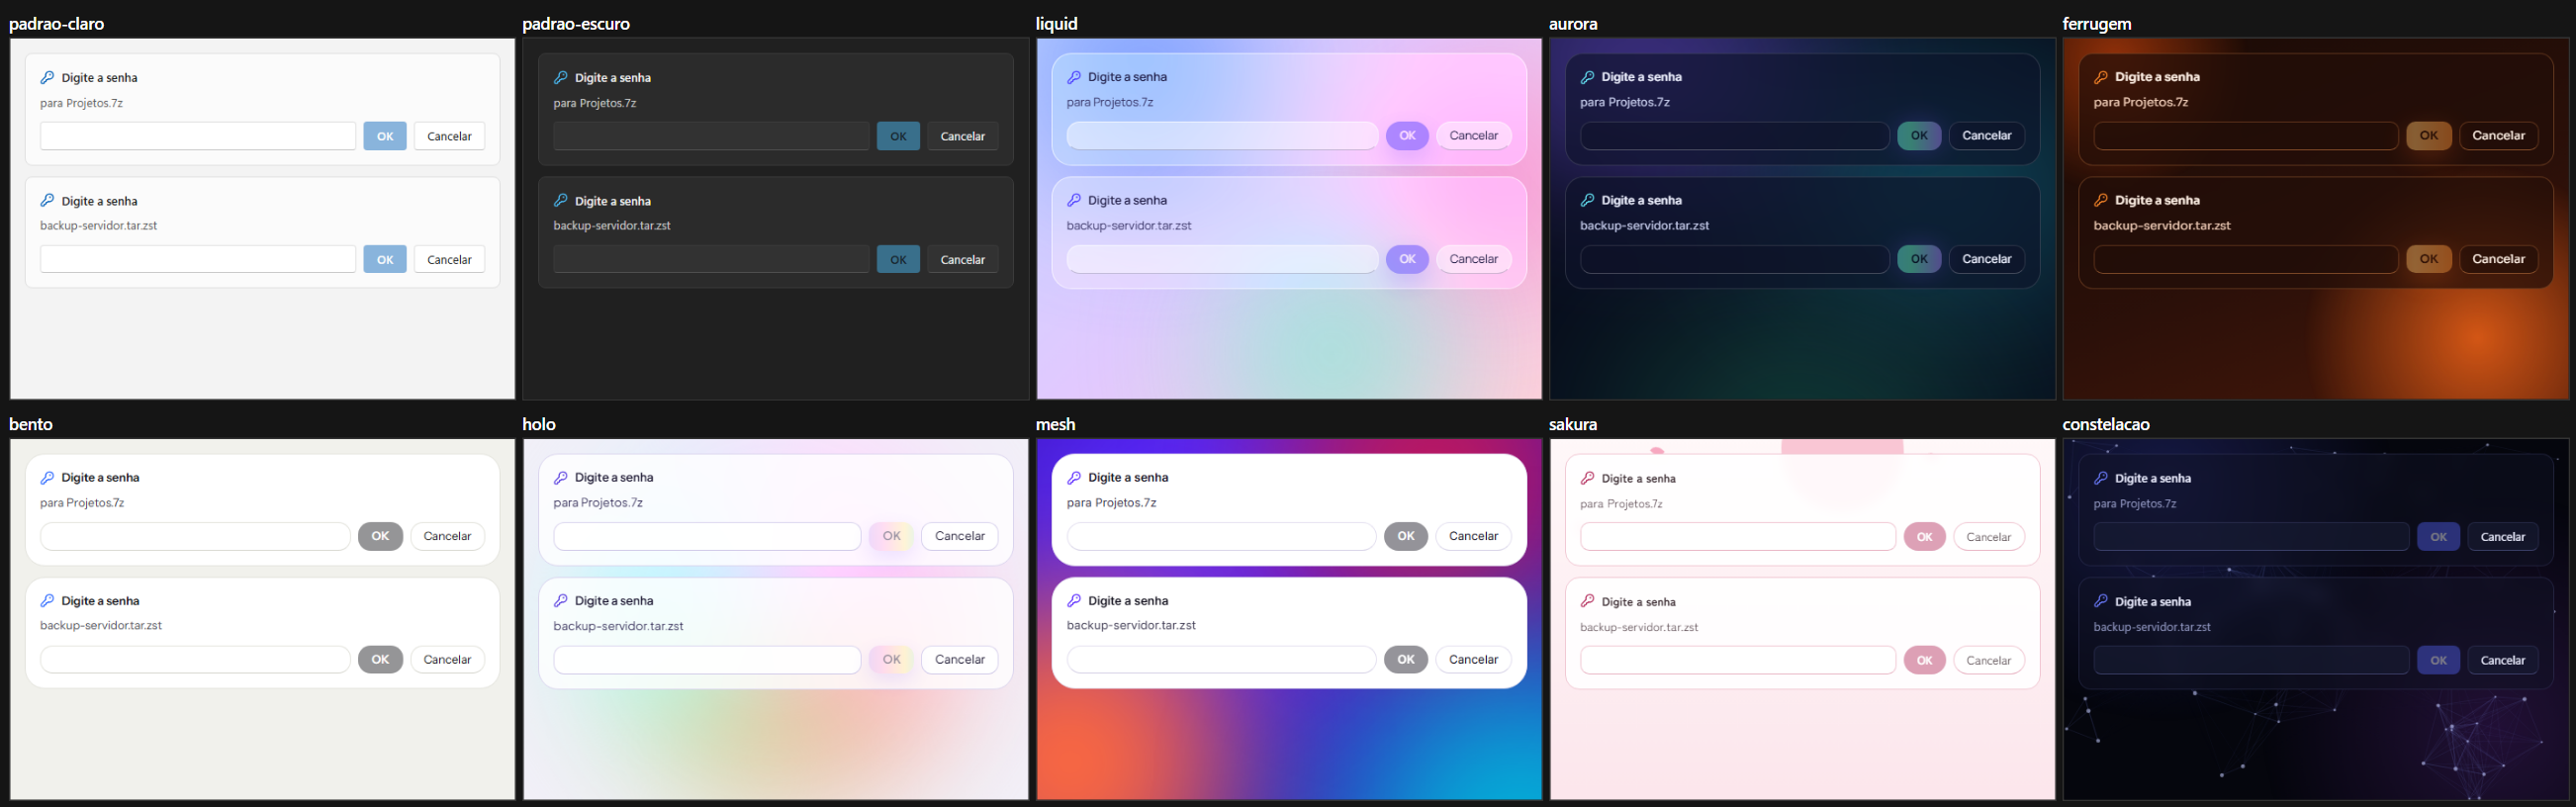 padrao-claro
Digite a senha
para Projetos.7z
OK Cancelar
Digite a senha
backup-servidor.tar.zst
OK Cancelar
padrao-escuro
Digite a senha
para Projetos.7z
OK Cancelar
Digite a senha
backup-servidor.tar.zst
OK Cancelar
liquid
Digite a senha
para Projetos.7z
OK Cancelar
Digite a senha
backup-servidor.tar.zst
OK Cancelar
aurora
Digite a senha
para Projetos.7z
OK Cancelar
Digite a senha
backup-servidor.tar.zst
OK Cancelar
ferrugem
Digite a senha
para Projetos.7z
OK Cancelar
Digite a senha
backup-servidor.tar.zst
OK Cancelar
bento
Digite a senha
para Projetos.7z
OK Cancelar
Digite a senha
backup-servidor.tar.zst
OK Cancelar
holo
Digite a senha
para Projetos.7z
OK Cancelar
Digite a senha
backup-servidor.tar.zst
OK Cancelar
mesh
Digite a senha
para Projetos.7z
OK Cancelar
Digite a senha
backup-servidor.tar.zst
OK Cancelar
sakura
Digite a senha
para Projetos.7z
OK Cancelar
Digite a senha
backup-servidor.tar.zst
OK Cancelar
constelacao
Digite a senha
para Projetos.7z
OK Cancelar
Digite a senha
backup-servidor.tar.zst
OK Cancelar